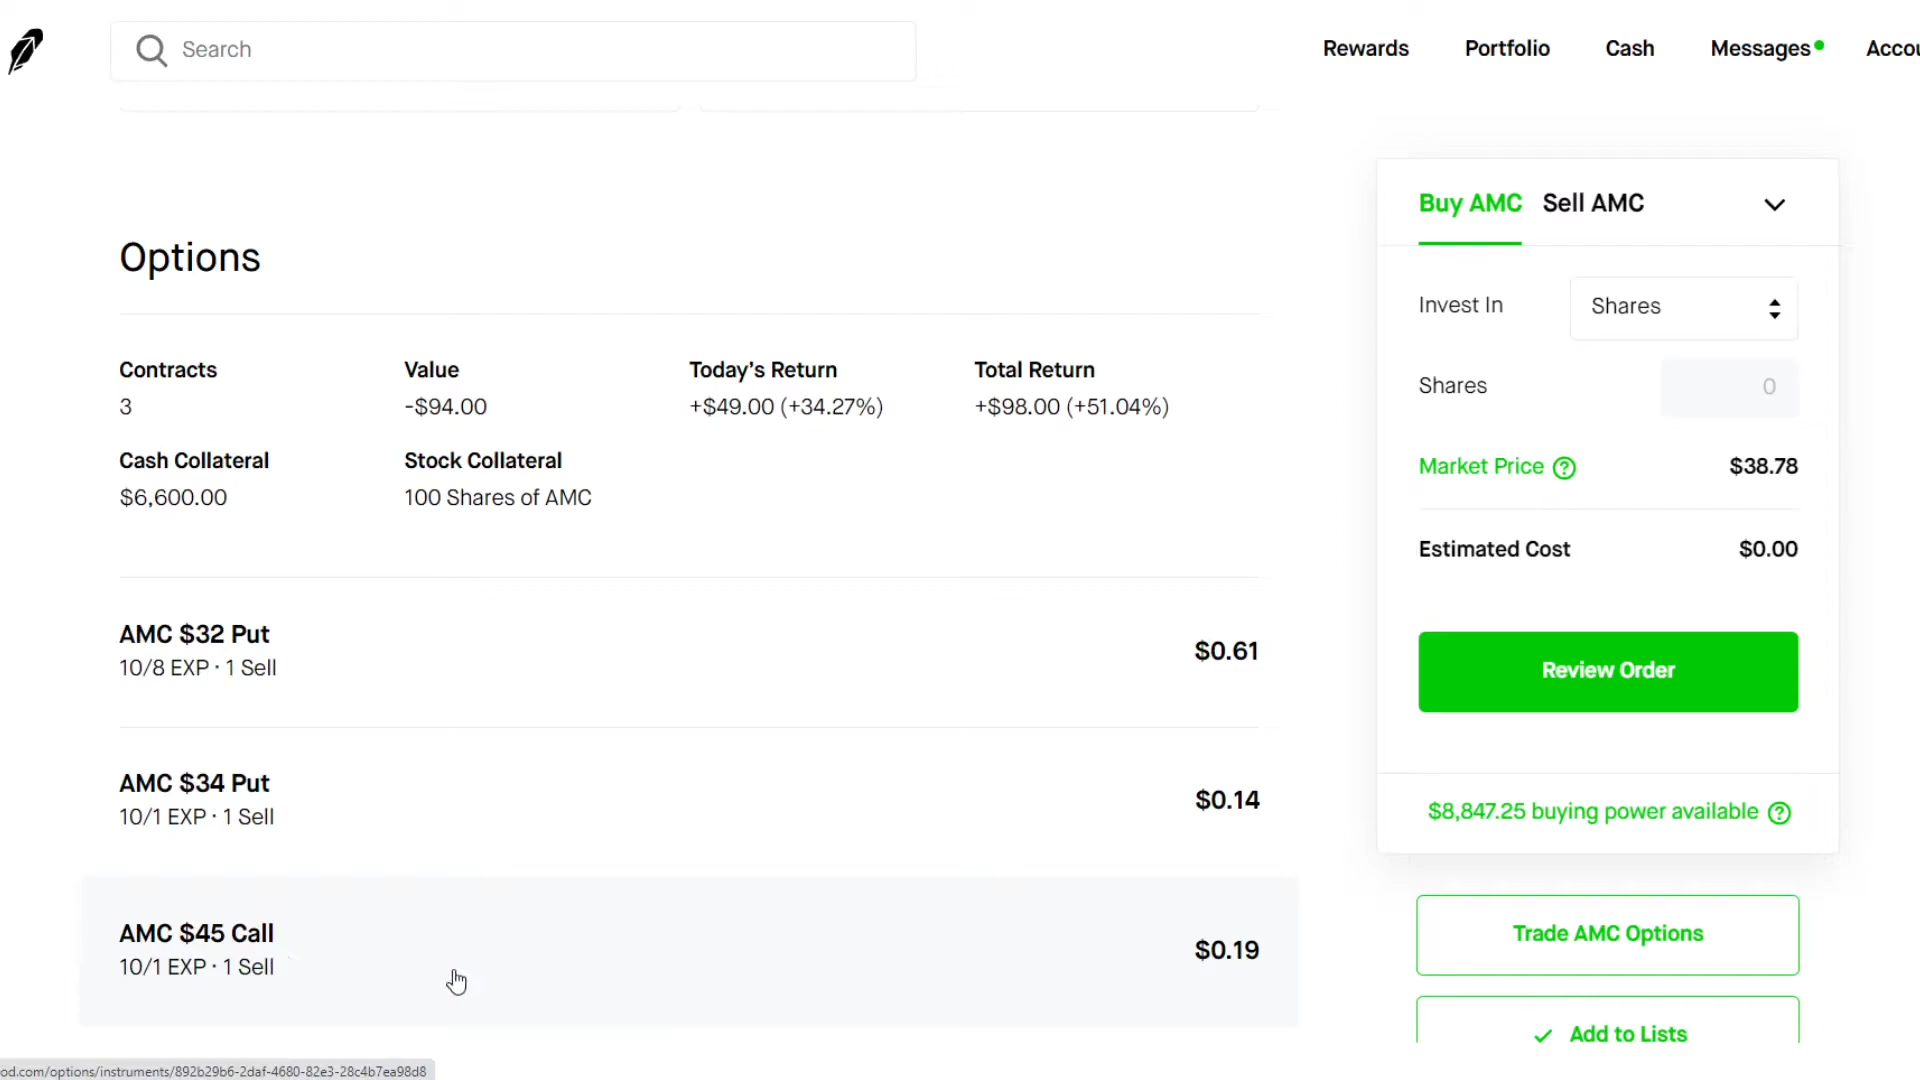 Search
Rewards
Portfolio
Cash
Messages
Accou
Options
Contracts
3
Value
-$94.00
Today's Return
+$49.00 (+34.27%)
Total Return
+$98.00 (+51.04%)
Cash Collateral
$6,600.00
Stock Collateral
100 Shares of AMC
AMC $32 Put
10/8 EXP · 1 Sell
$0.61
AMC $34 Put
10/1 EXP · 1 Sell
$0.14
AMC $45 Call
10/1 EXP · 1 Sell
$0.19
Buy AMC
Sell AMC
Invest In
Shares
Shares
0
Market Price ?
$38.78
Estimated Cost
$0.00
Review Order
$8,847.25 buying power available ?
Trade AMC Options
Add to Lists
od.com/options/instruments/892b29b6-2daf-4680-82e3-28c4b7ea98d8